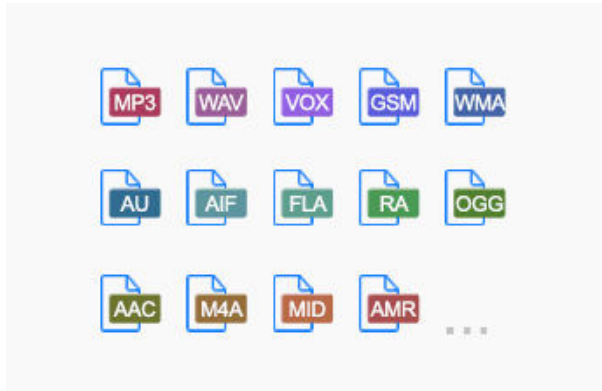 MP3 WAV VOX GSM WMA
AU AIF FLA RA OGG
AAC M4A MID AMR ...